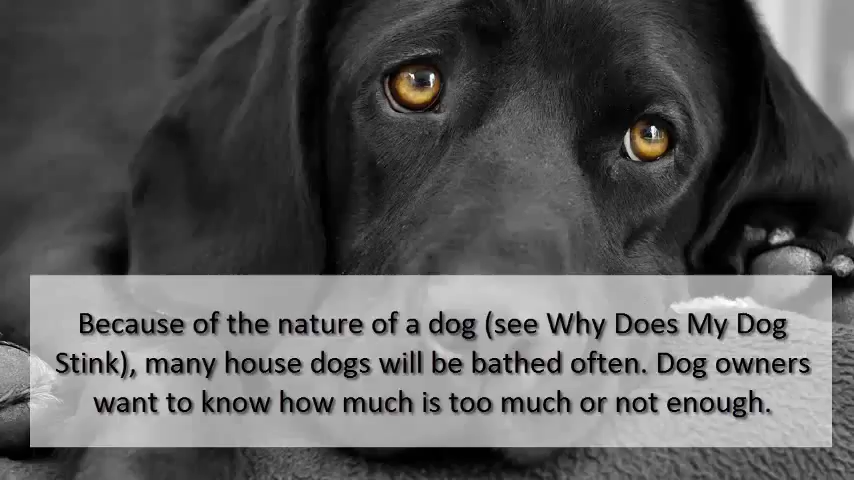 Because of the nature of a dog (see Why Does My Dog
Stink), many house dogs will be bathed often. Dog owners
want to know how much is too much or not enough.